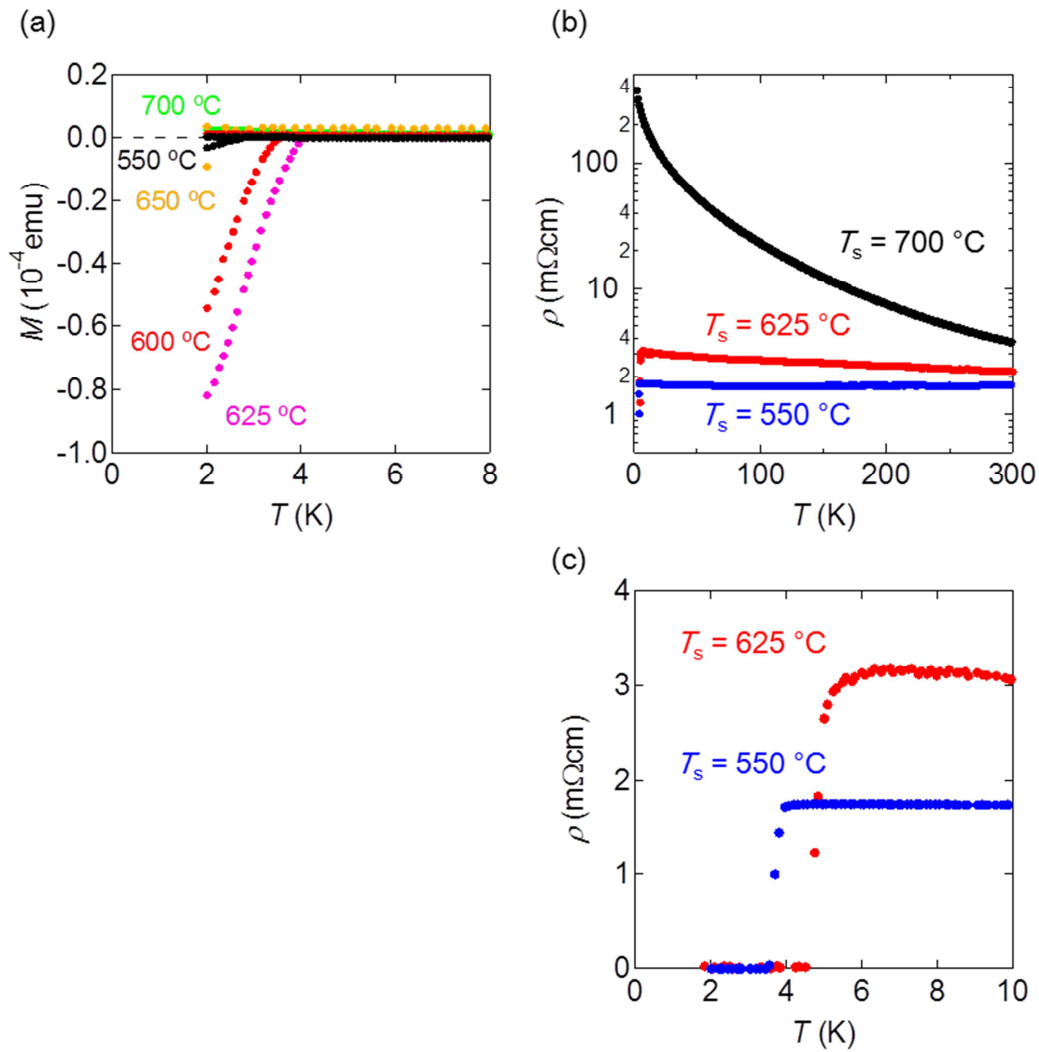 (a)
0.2
0.0
-0.2
-0.4
-0.6
-0.8
-1.0
M (10⁻⁴ emu)
700 °C
550 °C
650 °C
600 °C
625 °C
0 2 4 6 8
T (K)
(b)
4
2
100
4
2
10
4
2
1
ρ (mΩcm)
Tₛ = 700 °C
Tₛ = 625 °C
Tₛ = 550 °C
0 100 200 300
T (K)
(c)
4
3
2
1
0
ρ (mΩcm)
Tₛ = 625 °C
Tₛ = 550 °C
0 2 4 6 8 10
T (K)